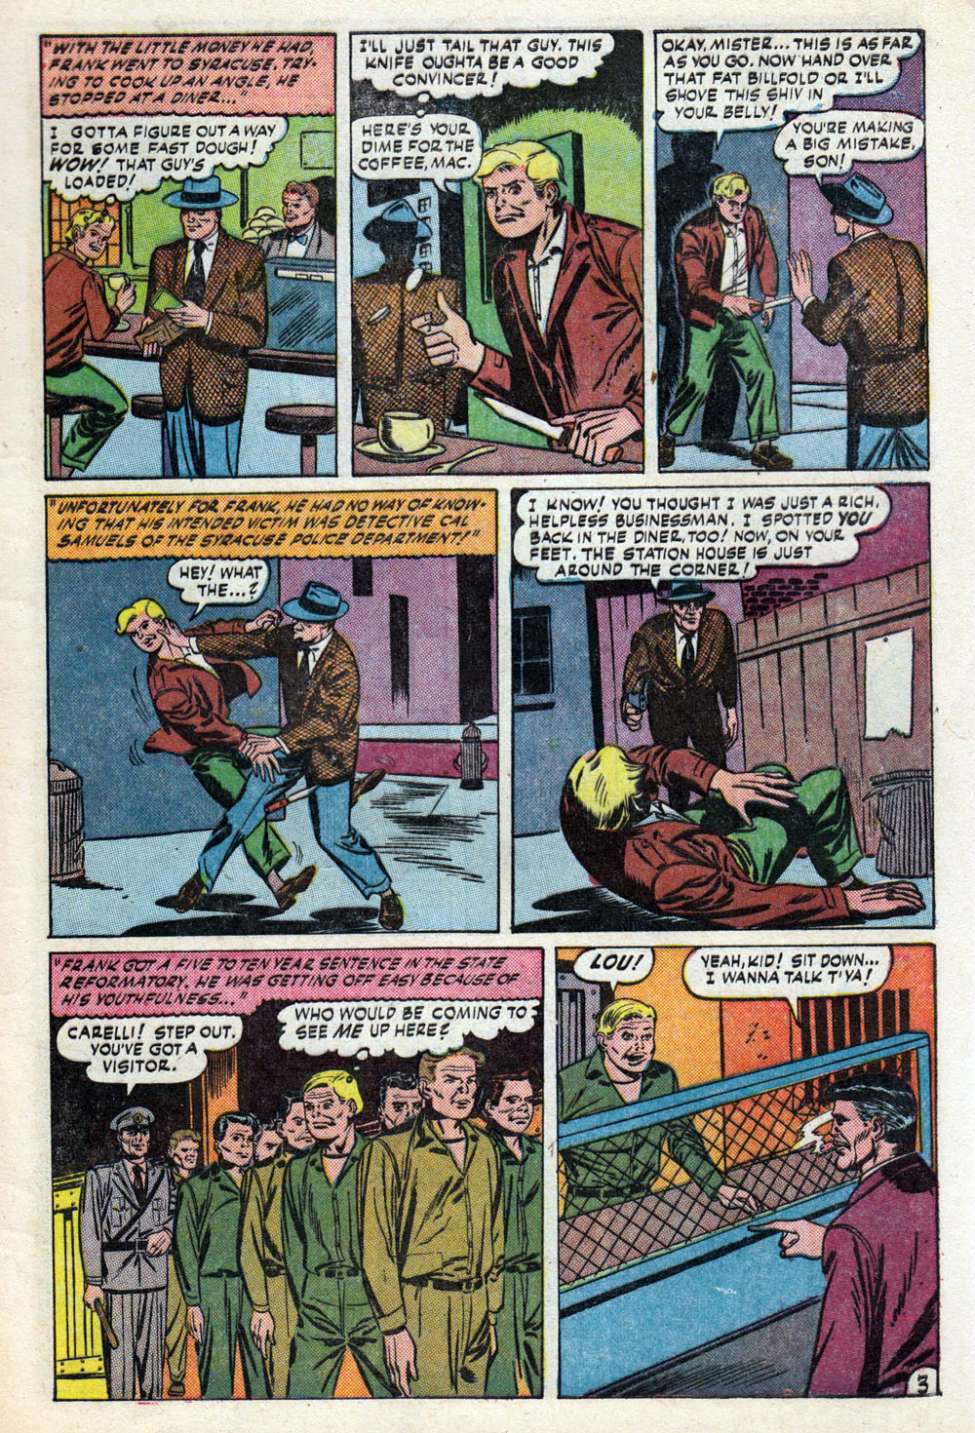 "WITH THE LITTLE MONEY HE HAD,
FRANK WENT TO SYRACUSE. TRY-
ING TO COOK UP AN ANGLE, HE
STOPPED AT A DINER..."
I GOTTA FIGURE OUT A WAY
FOR SOME FAST DOUGH!
WOW! THAT GUY'S
LOADED!
I'LL JUST TAIL THAT GUY. THIS
KNIFE OUGHTA BE A GOOD
CONVINCER!
HERE'S YOUR
DIME FOR THE
COFFEE, MAC.
OKAY, MISTER... THIS IS AS FAR
AS YOU GO. NOW HAND OVER
THAT FAT BILLFOLD OR I'LL
SHOVE THIS SHIV IN
YOUR BELLY!
YOU'RE MAKING
A BIG MISTAKE,
SON!
"UNFORTUNATELY FOR FRANK, HE HAD NO WAY OF KNOW-
ING THAT HIS INTENDED VICTIM WAS DETECTIVE CAL
SAMUELS OF THE SYRACUSE POLICE DEPARTMENT!"
HEY! WHAT
THE...?
I KNOW! YOU THOUGHT I WAS JUST A RICH,
HELPLESS BUSINESSMAN. I SPOTTED YOU
BACK IN THE DINER, TOO! NOW, ON YOUR
FEET. THE STATION HOUSE IS JUST
AROUND THE CORNER!
"FRANK GOT A FIVE TO TEN YEAR SENTENCE IN THE STATE
REFORMATORY. HE WAS GETTING OFF EASY BECAUSE OF
HIS YOUTHFULNESS..."
CARELLI! STEP OUT.
YOU'VE GOT A
VISITOR.
WHO WOULD BE COMING TO
SEE ME UP HERE?
LOU!
YEAH, KID! SIT DOWN...
I WANNA TALK T'YA!
3